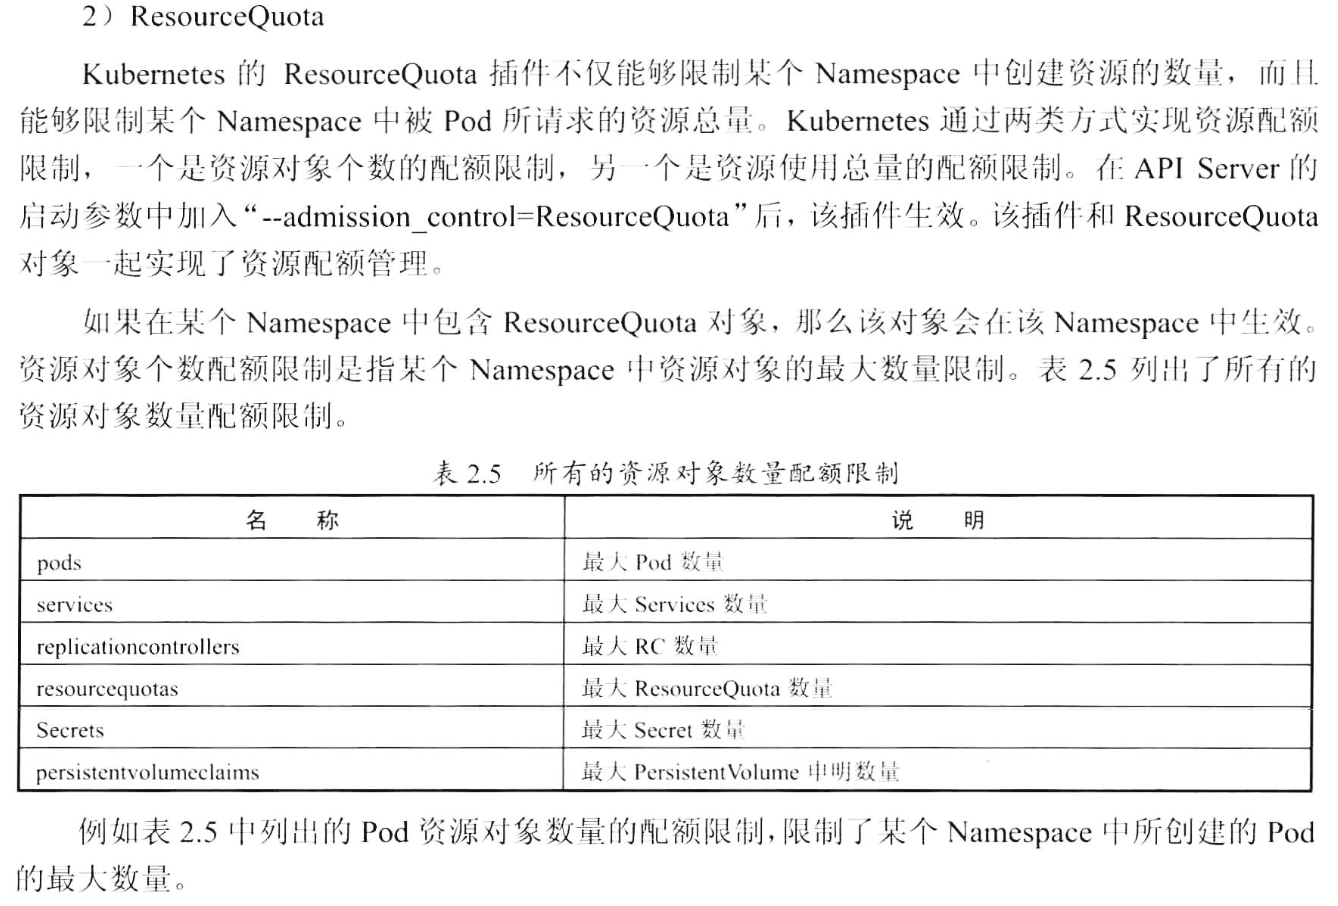 2）ResourceQuota
Kubernetes 的 ResourceQuota 插件不仅能够限制某个 Namespace 中创建资源的数量，而且
能够限制某个 Namespace 中被 Pod 所请求的资源总量。Kubernetes 通过两类方式实现资源配额
限制，一个是资源对象个数的配额限制，另一个是资源使用总量的配额限制。在 API Server 的
启动参数中加入“--admission_control=ResourceQuota”后，该插件生效。该插件和 ResourceQuota
对象一起实现了资源配额管理。
如果在某个 Namespace 中包含 ResourceQuota 对象，那么该对象会在该 Namespace 中生效。
资源对象个数配额限制是指某个 Namespace 中资源对象的最大数量限制。表 2.5 列出了所有的
资源对象数量配额限制。
表 2.5 所有的资源对象数量配额限制
名 称 说 明
pods 最大 Pod 数量
services 最大 Services 数量
replicationcontrollers 最大 RC 数量
resourcequotas 最大 ResourceQuota 数量
Secrets 最大 Secret 数量
persistentvolumeclaims 最大 PersistentVolume 申明数量
例如表 2.5 中列出的 Pod 资源对象数量的配额限制，限制了某个 Namespace 中所创建的 Pod
的最大数量。